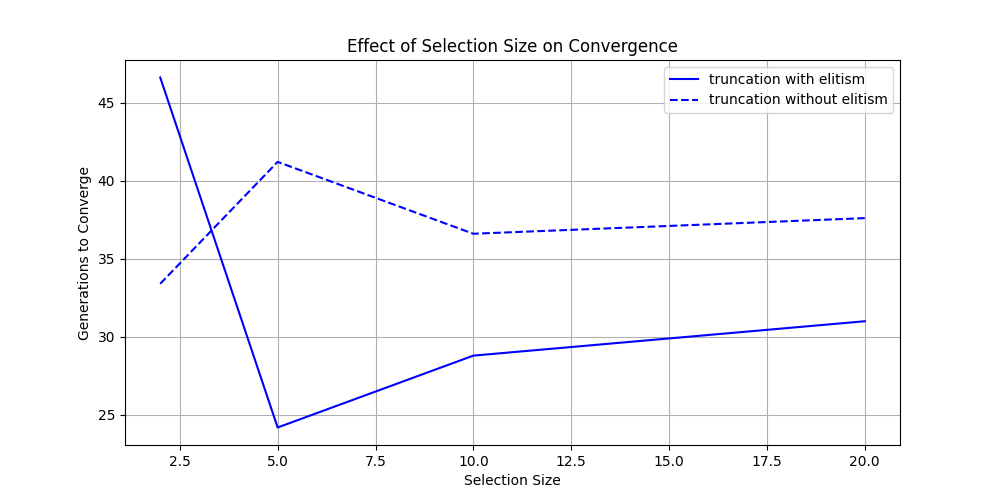 Effect of Selection Size on Convergence
truncation with elitism
truncation without elitism
Generations to Converge
45
40
35
30
25
2.5
5.0
7.5
10.0
12.5
15.0
17.5
20.0
Selection Size